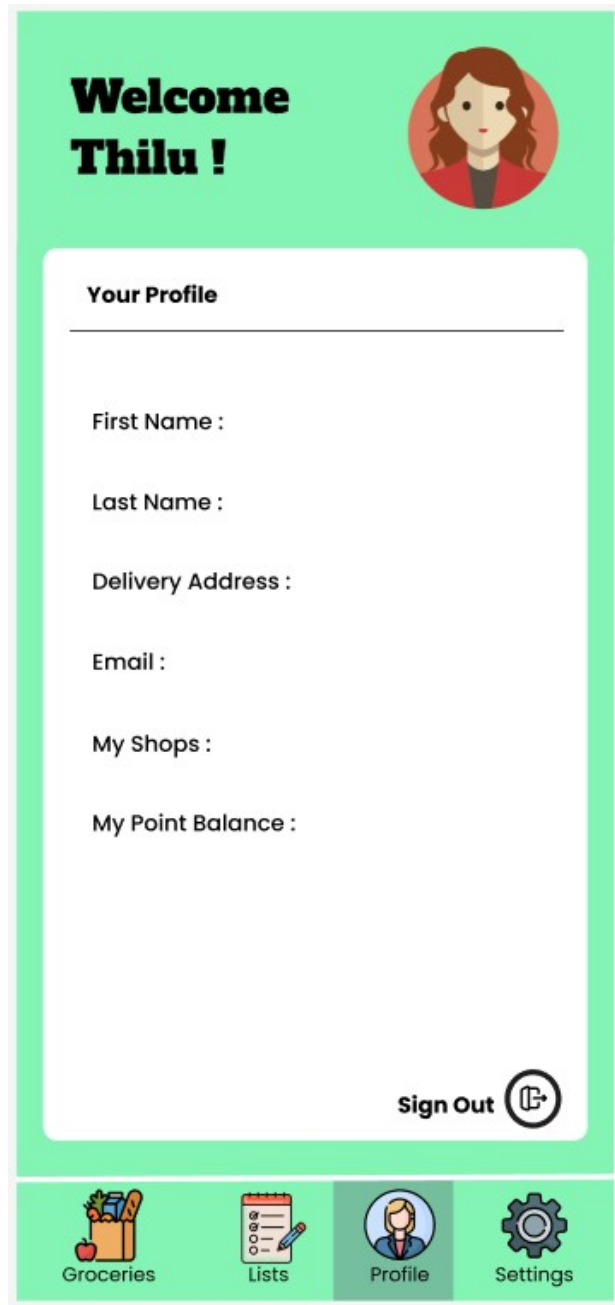 Welcome
Thilu !
Your Profile
First Name :
Last Name :
Delivery Address :
Email :
My Shops :
My Point Balance :
Sign Out
Groceries
Lists
Profile
Settings